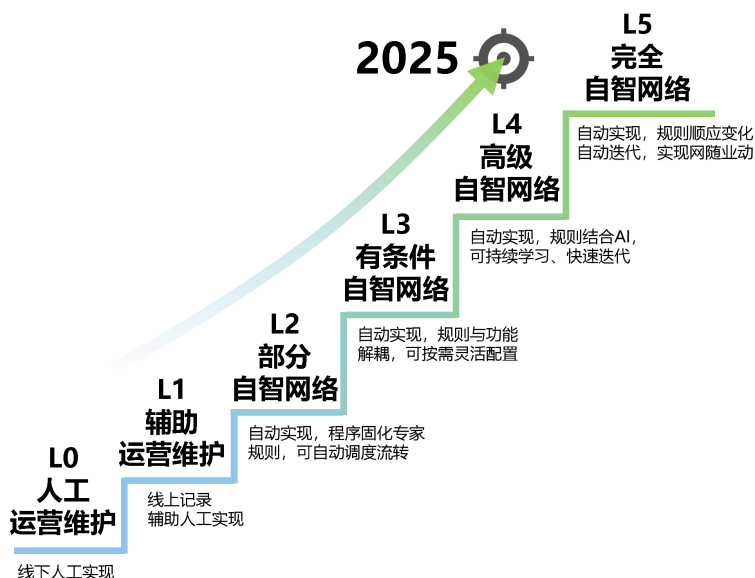 2025
L5
完全
自智网络
自动实现，规则顺应变化
自动迭代，实现网随业动
L4
高级
自智网络
自动实现，规则结合AI，
可持续学习、快速迭代
L3
有条件
自智网络
自动实现，规则与功能
解耦，可按需灵活配置
L2
部分
自智网络
自动实现，程序固化专家
规则，可自动调度流转
L1
辅助
运营维护
线上记录
辅助人工实现
L0
人工
运营维护
线下人工实现